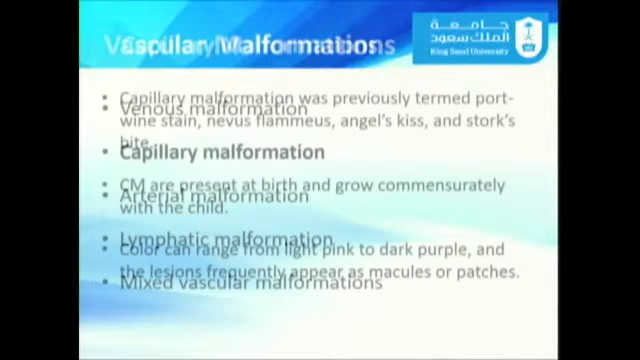 Vascular Malformations
جامعة
الملك سعود
King Saud University
• Venous malformation
• Capillary malformation
• Arterial malformation
• Lymphatic malformation
• Mixed vascular malformations
• Capillary malformation was previously termed port-
wine stain, nevus flammeus, angel's kiss, and stork's
bite.
• CM are present at birth and grow commensurately
with the child.
• Color can range from light pink to dark purple, and
the lesions frequently appear as macules or patches.